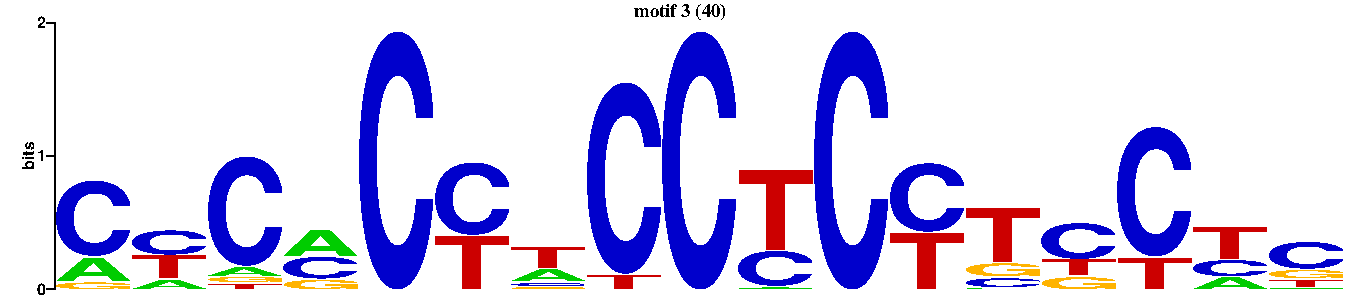 motif 3 (40)
bits
2
1
0
C C C A C C T C C T C C T C C T C
A T A C T A T C T G T T C G
G A G G C G C G A T
T